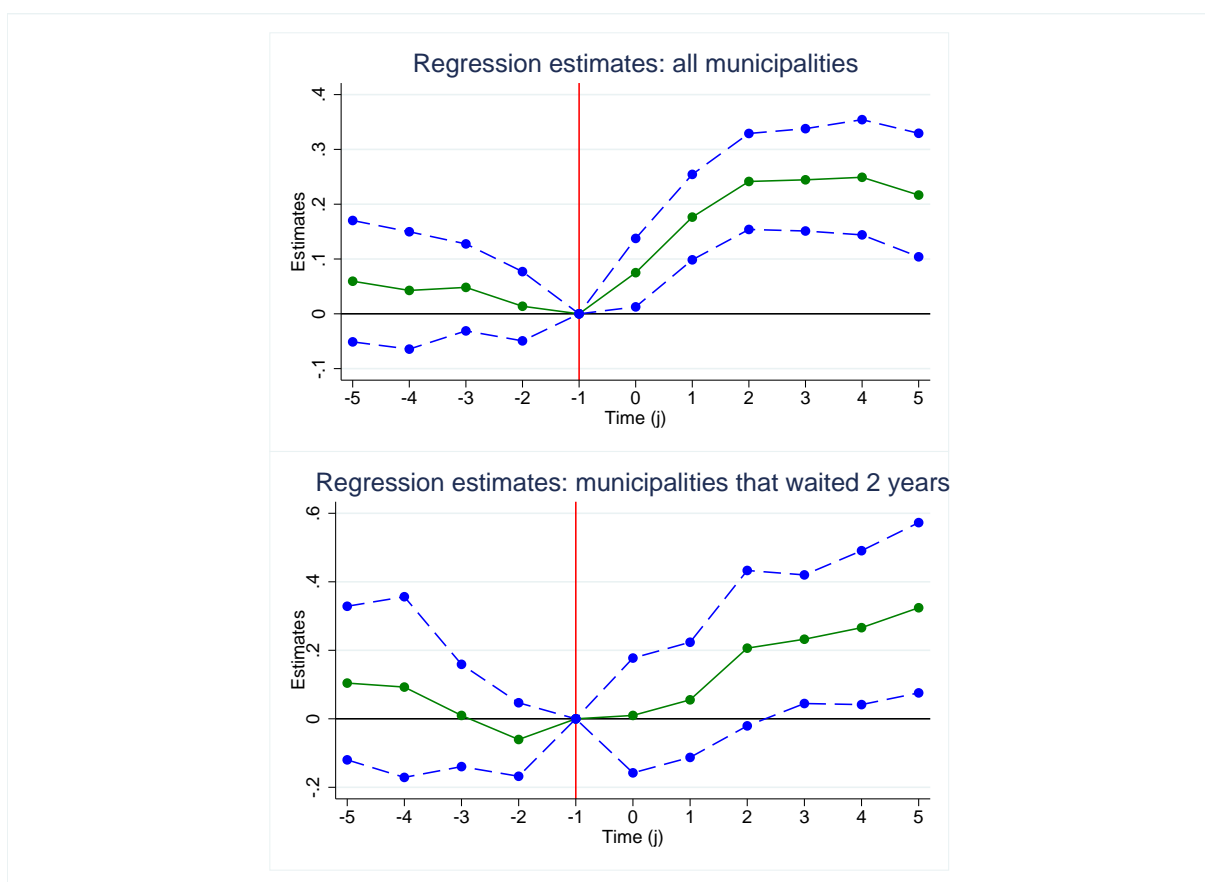 Regression estimates: all municipalities
.4
.3
.2
.1
0
-.1
Estimates
-5 -4 -3 -2 -1 0 1 2 3 4 5
Time (j)
Regression estimates: municipalities that waited 2 years
.6
.4
.2
0
-.2
Estimates
-5 -4 -3 -2 -1 0 1 2 3 4 5
Time (j)